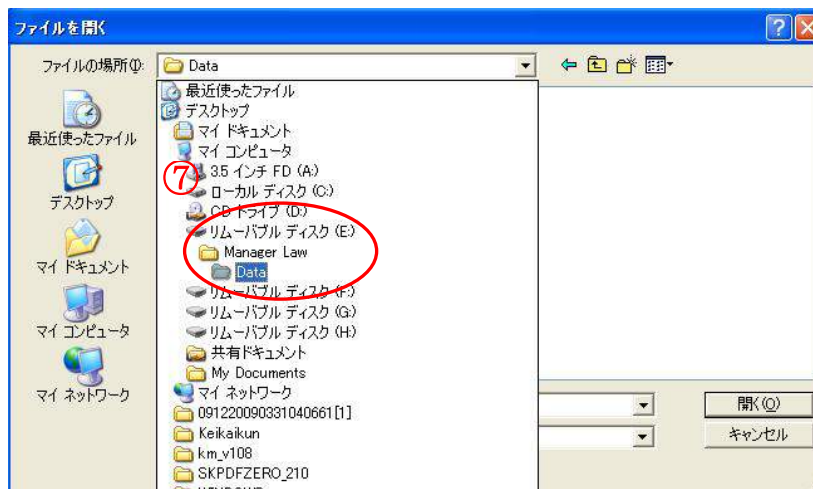 ファイルを開く
ファイルの場所(I):
Data
最近使ったファイル
デスクトップ
マイ ドキュメント
マイ コンピュータ
⑦
3.5 インチ FD (A:)
ローカル ディスク (C:)
CD ドライブ (D:)
リムーバブル ディスク (E:)
Manager Law
Data
リムーバブル ディスク (F:)
リムーバブル ディスク (G:)
リムーバブル ディスク (H:)
共有ドキュメント
My Documents
マイ ネットワーク
091220090331040661[1]
Keikaikun
km_v108
SKPDFZERO_210
最近使ったファイル
デスクトップ
マイ ドキュメント
マイ コンピュータ
マイ ネットワーク
開く(O)
キャンセル